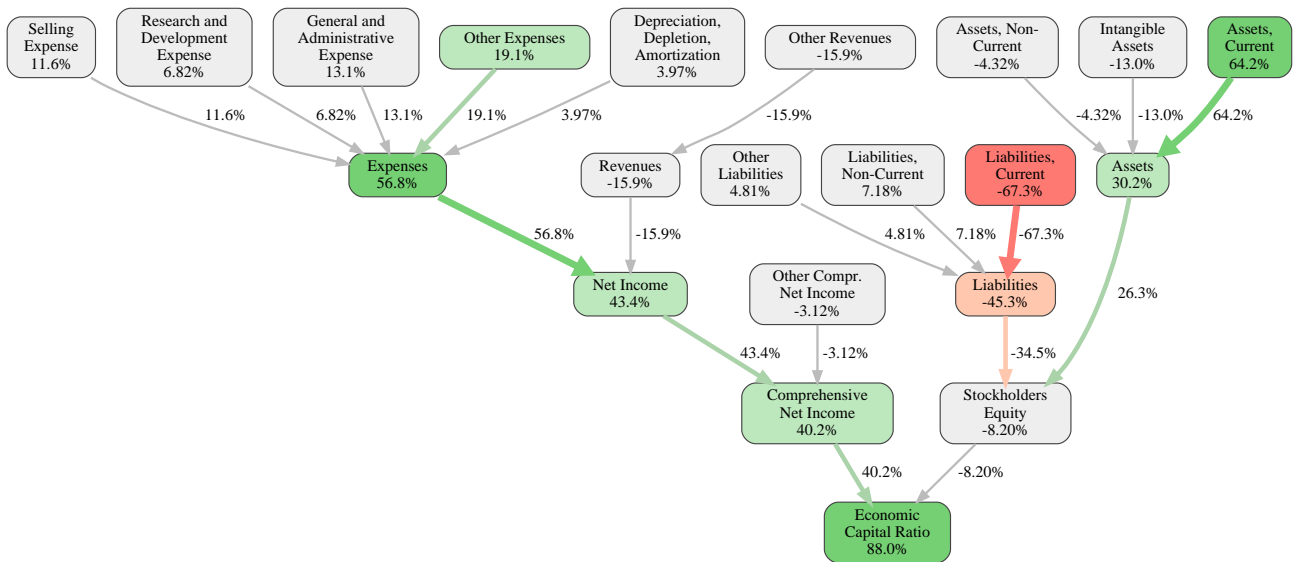 Selling
Expense
11.6%
Research and
Development
Expense
6.82%
General and
Administrative
Expense
13.1%
Other Expenses
19.1%
Depreciation,
Depletion,
Amortization
3.97%
Other Revenues
-15.9%
Assets, Non-
Current
-4.32%
Intangible
Assets
-13.0%
Assets,
Current
64.2%
11.6%
6.82%
13.1%
19.1%
3.97%
-15.9%
-4.32%
-13.0%
64.2%
Expenses
56.8%
Revenues
-15.9%
Other
Liabilities
4.81%
Liabilities,
Non-Current
7.18%
Liabilities,
Current
-67.3%
Assets
30.2%
56.8%
-15.9%
4.81%
7.18%
-67.3%
26.3%
Net Income
43.4%
Other Compr.
Net Income
-3.12%
Liabilities
-45.3%
43.4%
-3.12%
-34.5%
Comprehensive
Net Income
40.2%
Stockholders
Equity
-8.20%
40.2%
-8.20%
Economic
Capital Ratio
88.0%